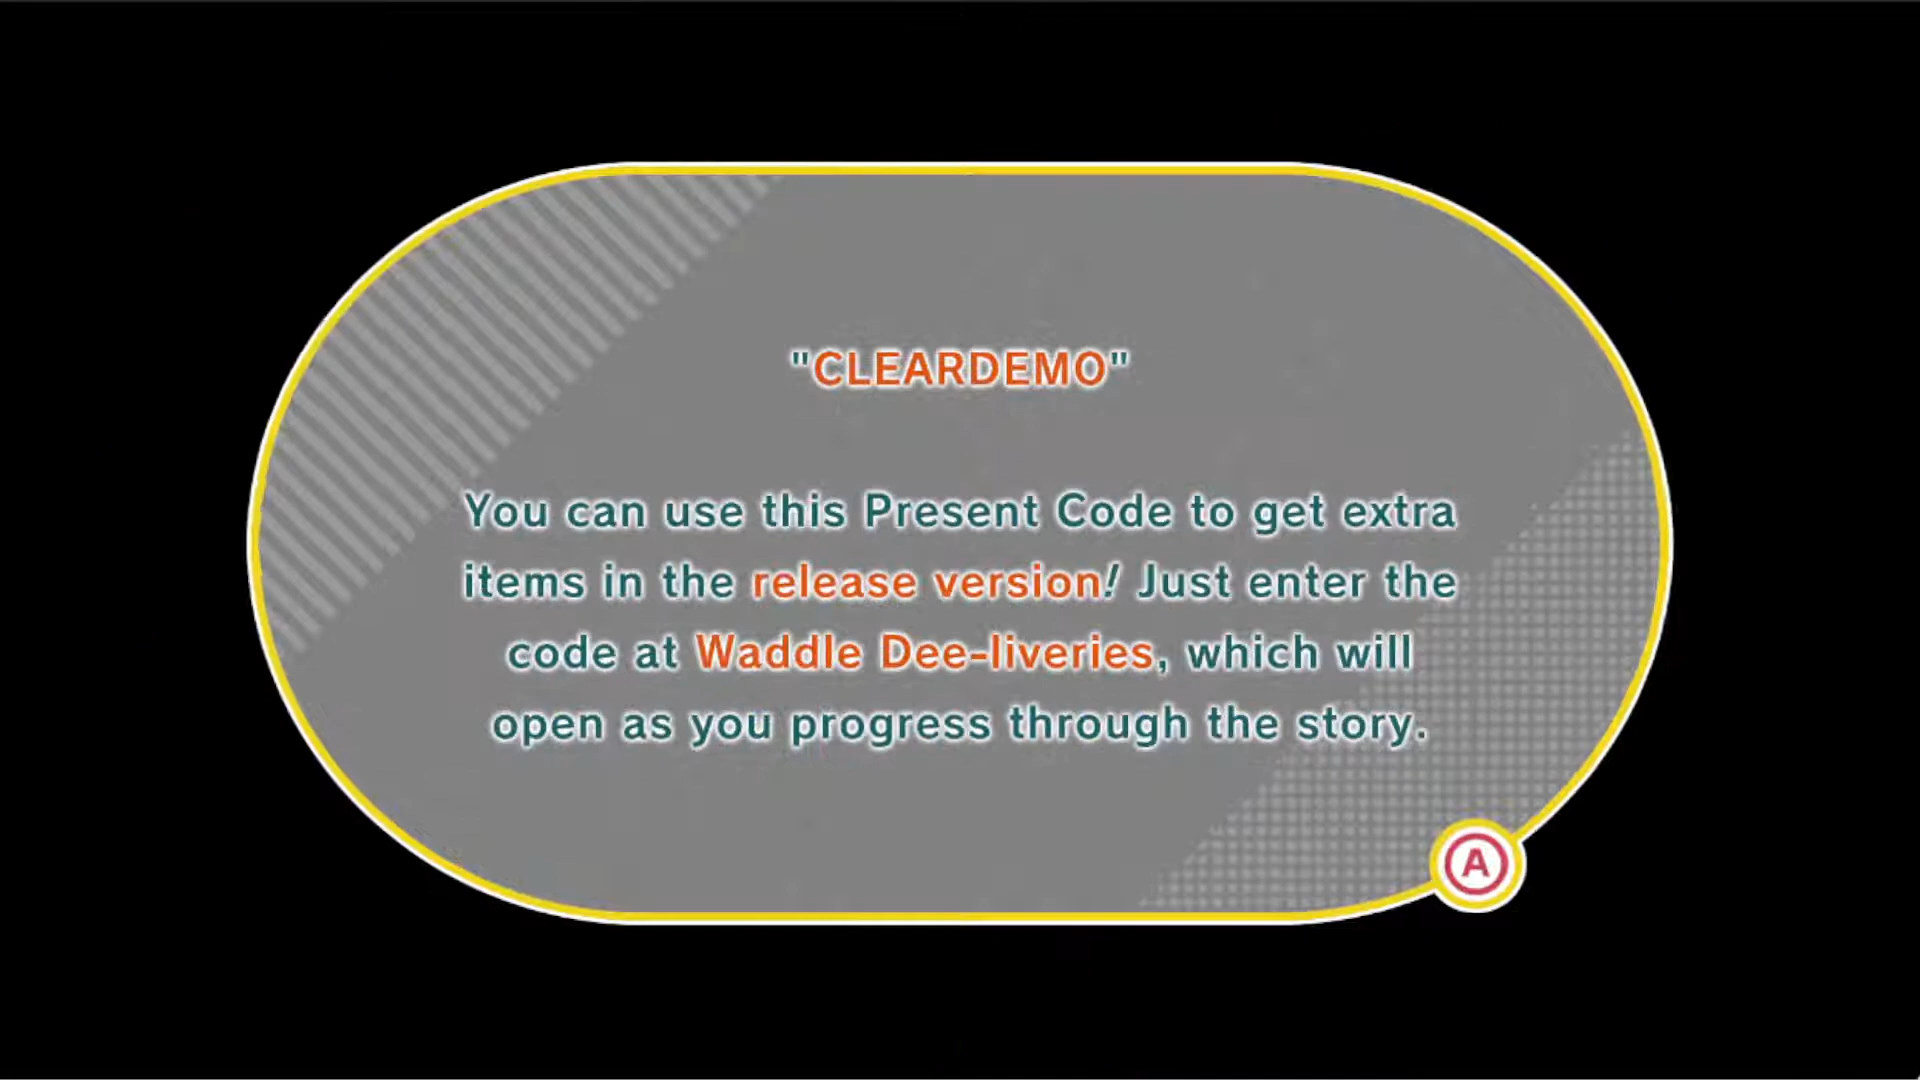 "CLEARDEMO"
You can use this Present Code to get extra
items in the release version! Just enter the
code at Waddle Dee-liveries, which will
open as you progress through the story.
A